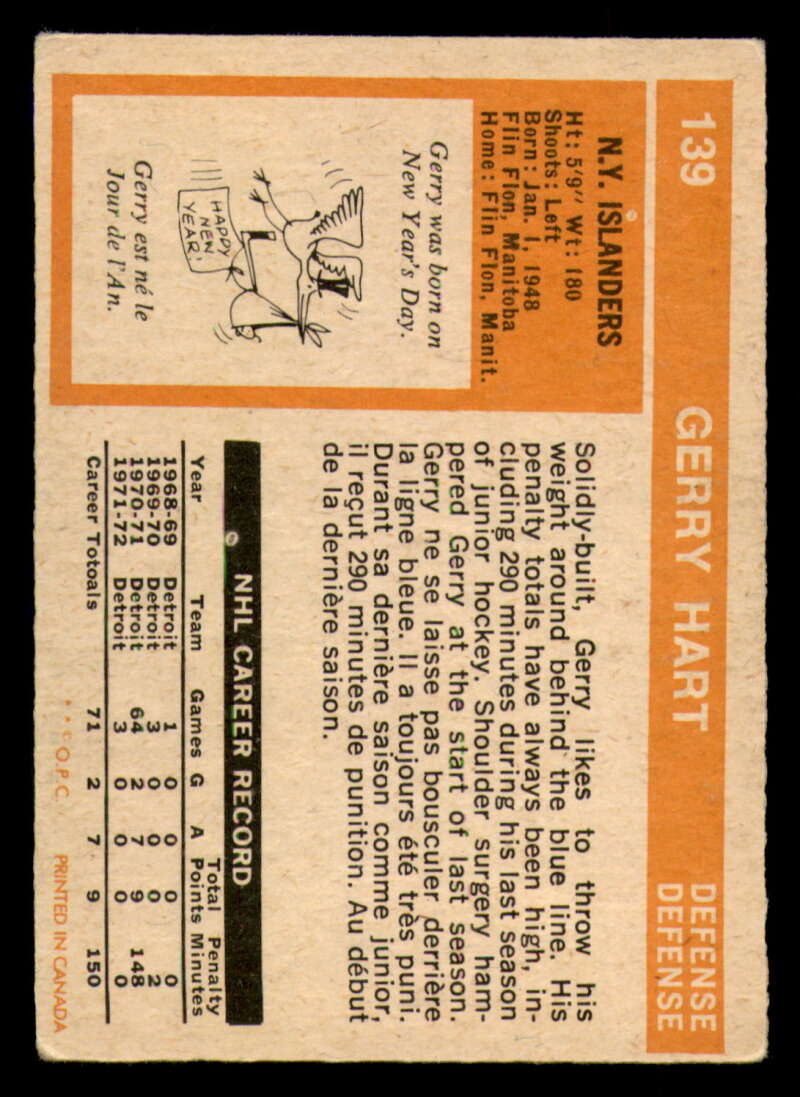 139 GERRY HART DEFENSE
DEFENSE
N.Y. ISLANDERS
Ht: 5'9" Wt: 180
Shoots: Left
Born: Jan. 1, 1948
Flin Flon, Manitoba
Home: Flin Flon, Manit.
Gerry was born on
New Year's Day.
HAPPY
NEW
YEAR!
Gerry est né le
Jour de l'An.
Solidly-built, Gerry likes to throw his
weight around behind the blue line. His
penalty totals have always been high, in-
cluding 290 minutes during his last season
of junior hockey. Shoulder surgery ham-
pered Gerry at the start of last season.
Gerry ne se laisse pas bousculer derrière
la ligne bleue. Il a toujours été très puni.
Durant sa dernière saison comme junior,
il reçut 290 minutes de punition. Au début
de la dernière saison.
NHL CAREER RECORD
Total Penalty
Year Team Games G A Points Minutes
1968-69 Detroit 1 0 0 0 0
1969-70 Detroit 3 0 0 0 2
1970-71 Detroit 64 2 7 9 148
1971-72 Detroit 3 0 0 0 0
Career Totoals 71 2 7 9 150
* * © O.P.C. PRINTED IN CANADA